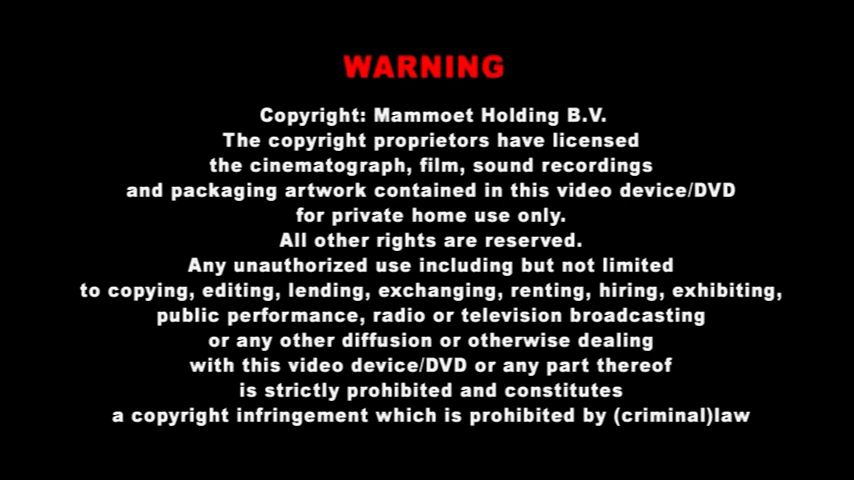 WARNING
Copyright: Mammoet Holding B.V.
The copyright proprietors have licensed
the cinematograph, film, sound recordings
and packaging artwork contained in this video device/DVD
for private home use only.
All other rights are reserved.
Any unauthorized use including but not limited
to copying, editing, lending, exchanging, renting, hiring, exhibiting,
public performance, radio or television broadcasting
or any other diffusion or otherwise dealing
with this video device/DVD or any part thereof
is strictly prohibited and constitutes
a copyright infringement which is prohibited by (criminal)law